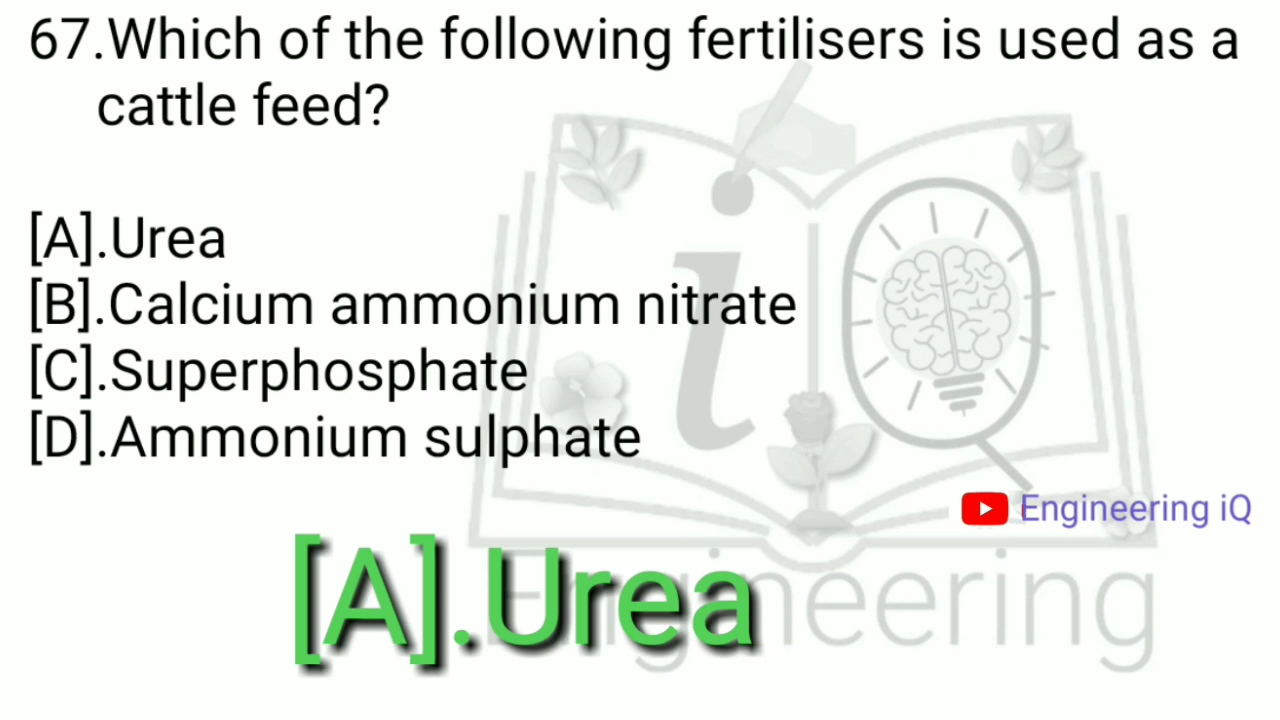 67.Which of the following fertilisers is used as a
cattle feed?
[A].Urea
[B].Calcium ammonium nitrate
[C].Superphosphate
[D].Ammonium sulphate
Engineering iQ
[A].Urea
Engineering